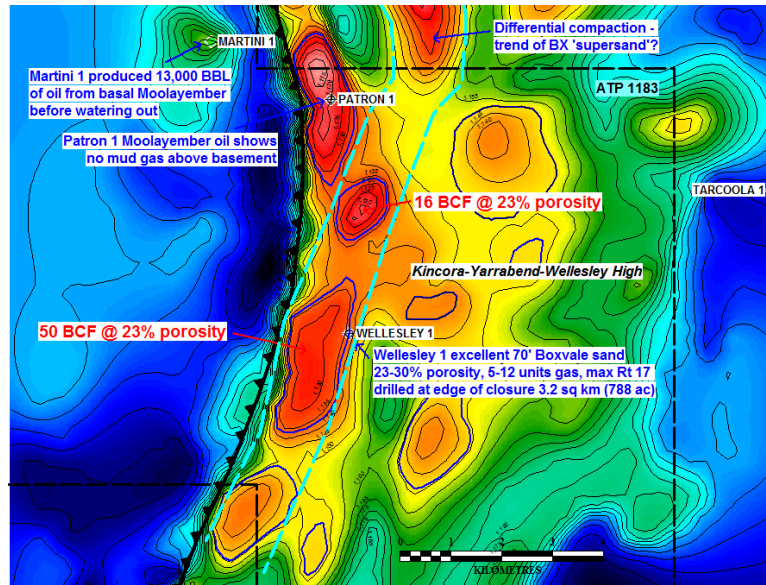 MARTINI 1
Differential compaction -
trend of BX 'supersand'?
Martini 1 produced 13,000 BBL
of oil from basal Moolayember
before watering out
ATP 1183
PATRON 1
Patron 1 Moolayember oil shows
no mud gas above basement
TARCOOLA 1
16 BCF @ 23% porosity
Kincora-Yarrabend-Wellesley High
50 BCF @ 23% porosity
WELLESLEY 1
Wellesley 1 excellent 70' Boxvale sand
23-30% porosity, 5-12 units gas, max Rt 17
drilled at edge of closure 3.2 sq km (788 ac)
KILOMETRES